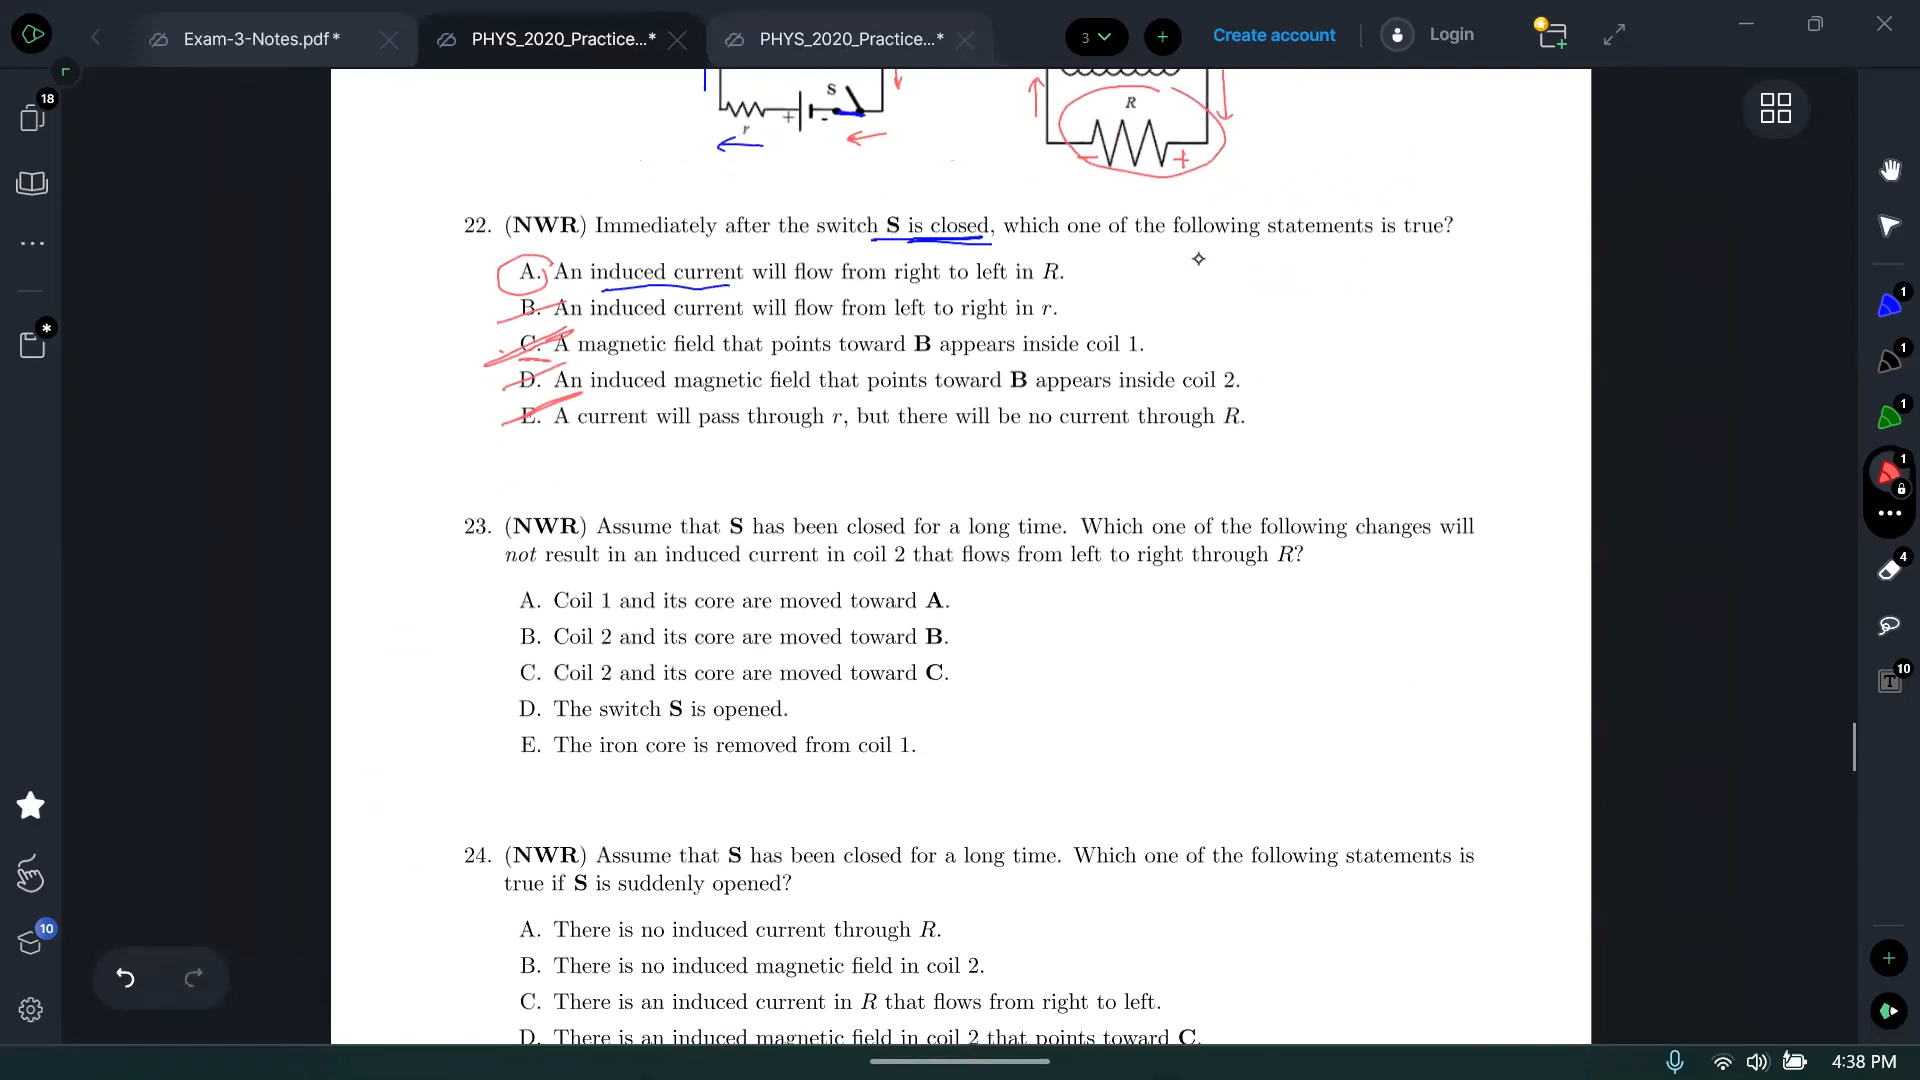 Exam-3-Notes.pdf *
PHYS_2020_Practice...*
PHYS_2020_Practice...*
3
Create account
Login
18
S
+
-
r
R
-
+
22. (NWR) Immediately after the switch S is closed, which one of the following statements is true?
A. An induced current will flow from right to left in R.
B. An induced current will flow from left to right in r.
C. A magnetic field that points toward B appears inside coil 1.
D. An induced magnetic field that points toward B appears inside coil 2.
E. A current will pass through r, but there will be no current through R.
23. (NWR) Assume that S has been closed for a long time. Which one of the following changes will
not result in an induced current in coil 2 that flows from left to right through R?
A. Coil 1 and its core are moved toward A.
B. Coil 2 and its core are moved toward B.
C. Coil 2 and its core are moved toward C.
D. The switch S is opened.
E. The iron core is removed from coil 1.
24. (NWR) Assume that S has been closed for a long time. Which one of the following statements is
true if S is suddenly opened?
A. There is no induced current through R.
B. There is no induced magnetic field in coil 2.
C. There is an induced current in R that flows from right to left.
D. There is an induced magnetic field in coil 2 that points toward C.
10
1
1
1
1
4
T
10
4:38 PM